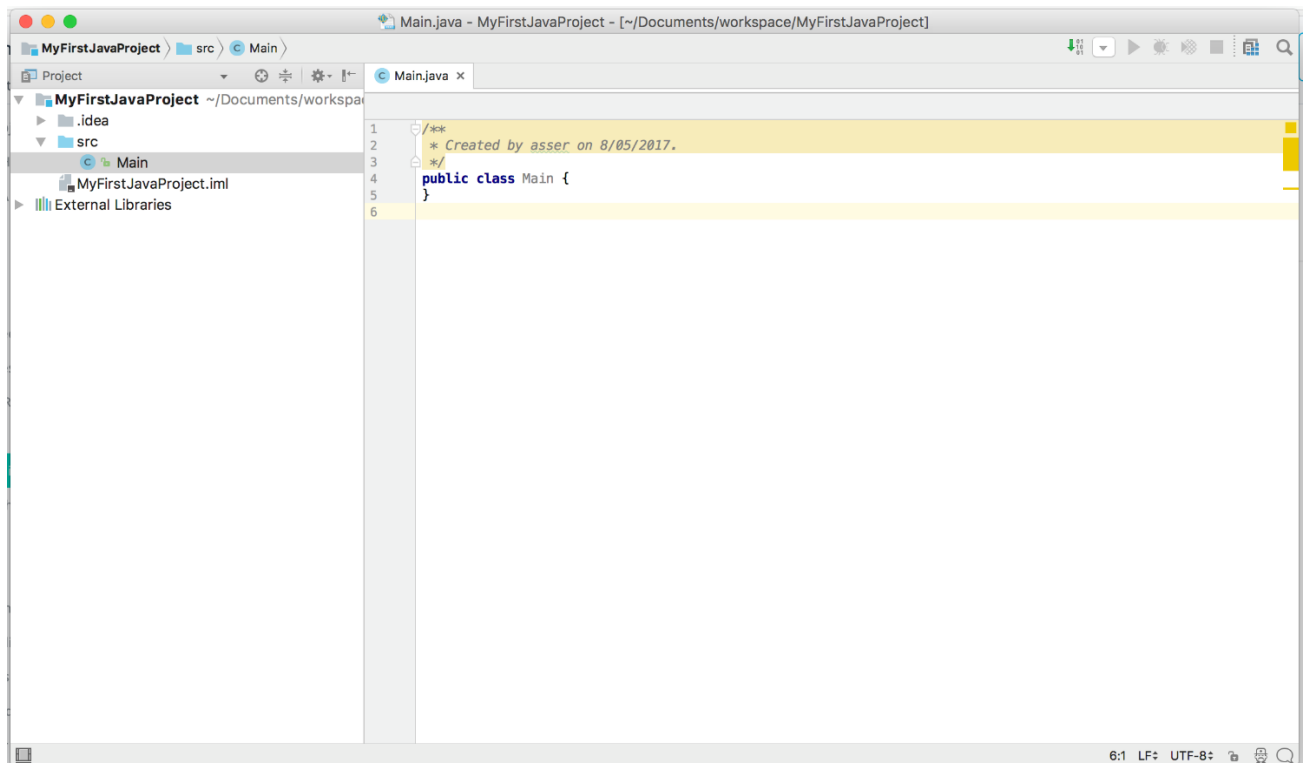 Main.java - MyFirstJavaProject - [~/Documents/workspace/MyFirstJavaProject]
MyFirstJavaProject src C Main
Project
C Main.java ×
MyFirstJavaProject ~/Documents/workspa
.idea
src
C Main
MyFirstJavaProject.iml
External Libraries
1 /**
2 * Created by asser on 8/05/2017.
3 */
4 public class Main {
5 }
6
6:1 LF UTF-8